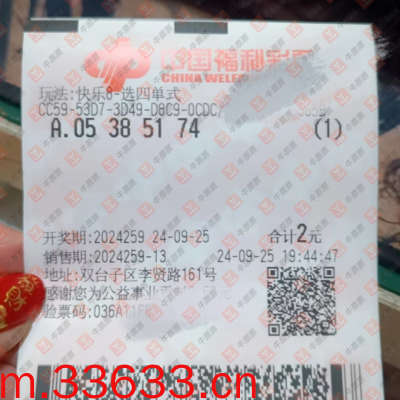 中国福利彩票
CHINA WELFARE
玩法:快乐8-选四单式
CC59-53D7-3D49-D8C9-0CDC/
A.05 38 51 74 (1)
开奖期:2024259 24-09-25 合计2元
销售期:2024259-13 24-09-25 19:44:47
地址:双台子区李贤路161号
感谢您为公益事业
验票码:036A11F
m.33633.cn